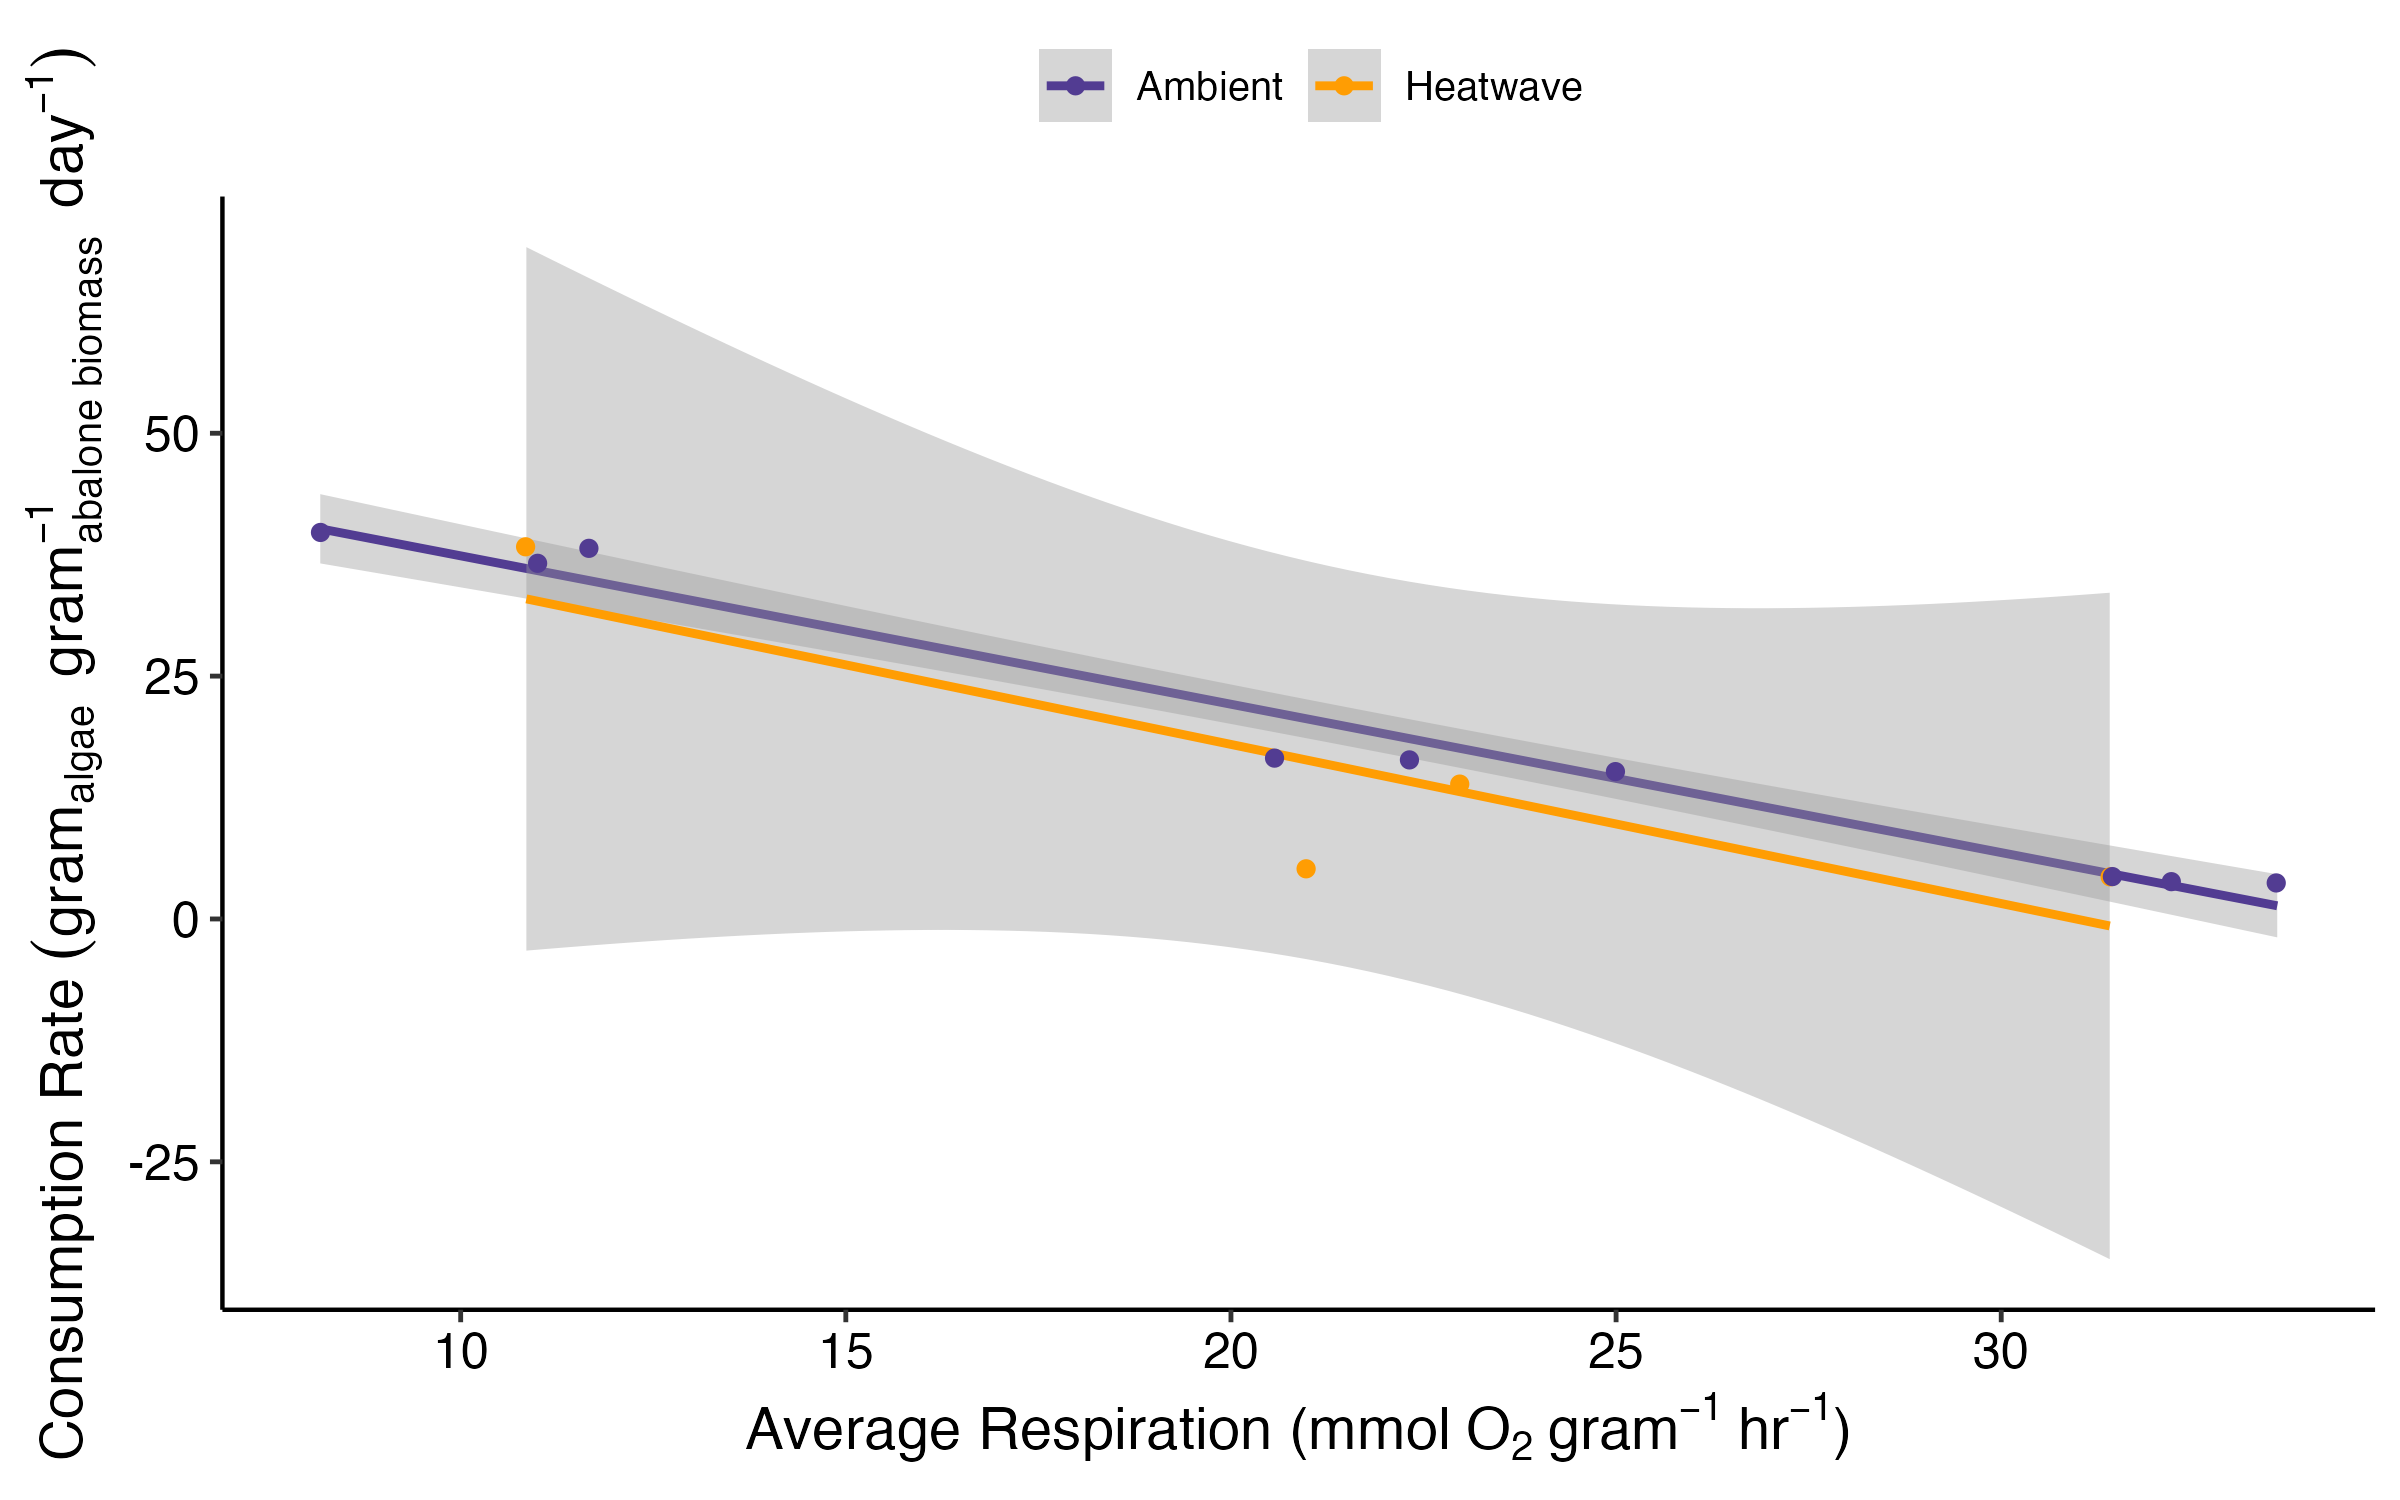 Ambient Heatwave
Consumption Rate (gram_algae gram⁻¹_abalone biomass day⁻¹)
50
25
0
-25
10 15 20 25 30
Average Respiration (mmol O₂ gram⁻¹ hr⁻¹)